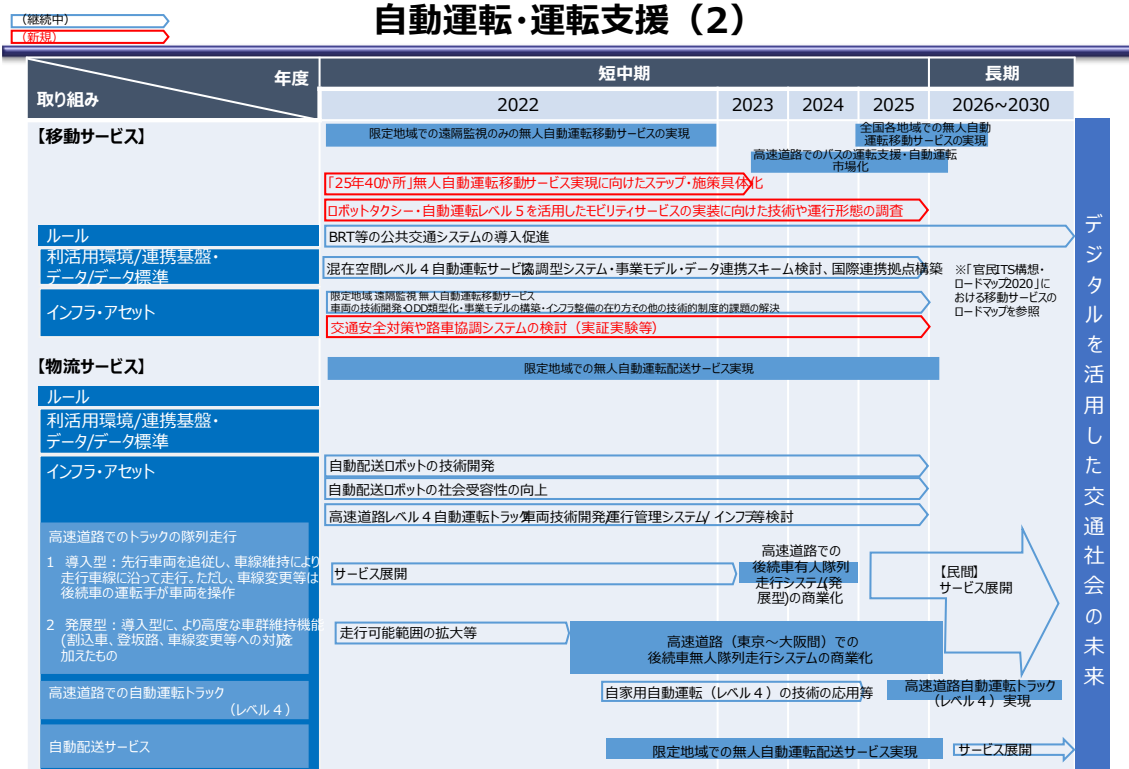 (継続中)
(新規)
自動運転・運転支援（2）
年度
取り組み
短中期
長期
2022
2023
2024
2025
2026~2030
【移動サービス】
限定地域での遠隔監視のみの無人自動運転移動サービスの実現
全国各地域での無人自動
運転移動サービスの実現
高速道路でのバスの運転支援・自動運転
市場化
「25年40か所」無人自動運転移動サービス実現に向けたステップ・施策具体化
ロボットタクシー・自動運転レベル５を活用したモビリティサービスの実装に向けた技術や運行形態の調査
ルール
BRT等の公共交通システムの導入促進
利活用環境/連携基盤・
データ/データ標準
混在空間レベル４自動運転サービス協調型システム・事業モデル・データ連携スキーム検討、国際連携拠点構築
※「官民ITS構想・
ロードマップ2020」に
おける移動サービスの
ロードマップを参照
インフラ・アセット
限定地域 遠隔監視 無人自動運転移動サービス
車両の技術開発・ODD類型化・事業モデルの構築・インフラ整備の在り方その他の技術的制度的課題の解決
交通安全対策や路車協調システムの検討（実証実験等）
【物流サービス】
限定地域での無人自動運転配送サービス実現
ルール
利活用環境/連携基盤・
データ/データ標準
インフラ・アセット
自動配送ロボットの技術開発
自動配送ロボットの社会受容性の向上
高速道路レベル４自動運転トラック車両技術開発運行管理システム/ インフラ等検討
高速道路でのトラックの隊列走行
1 導入型：先行車両を追従し、車線維持により
走行車線に沿って走行。ただし、車線変更等は
後続車の運転手が車両を操作
サービス展開
高速道路での
後続車有人隊列
走行システム(発
展型)の商業化
【民間】
サービス展開
2 発展型：導入型に、より高度な車群維持機能
(割込車、登坂路、車線変更等への対応)を
加えたもの
走行可能範囲の拡大等
高速道路（東京～大阪間）での
後続車無人隊列走行システムの商業化
高速道路での自動運転トラック
（レベル４）
自家用自動運転（レベル４）の技術の応用等
高速道路自動運転トラック
（レベル４）実現
自動配送サービス
限定地域での無人自動運転配送サービス実現
サービス展開
デジタルを活用した交通社会の未来